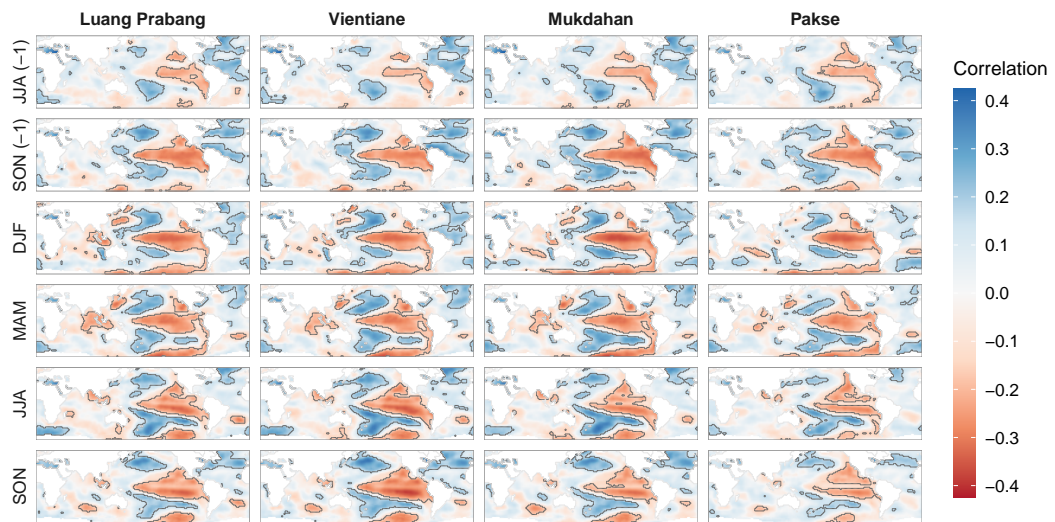 Luang Prabang Vientiane Mukdahan Pakse
JJA (−1)
SON (−1)
DJF
MAM
JJA
SON
Correlation
0.4
0.3
0.2
0.1
0.0
−0.1
−0.2
−0.3
−0.4